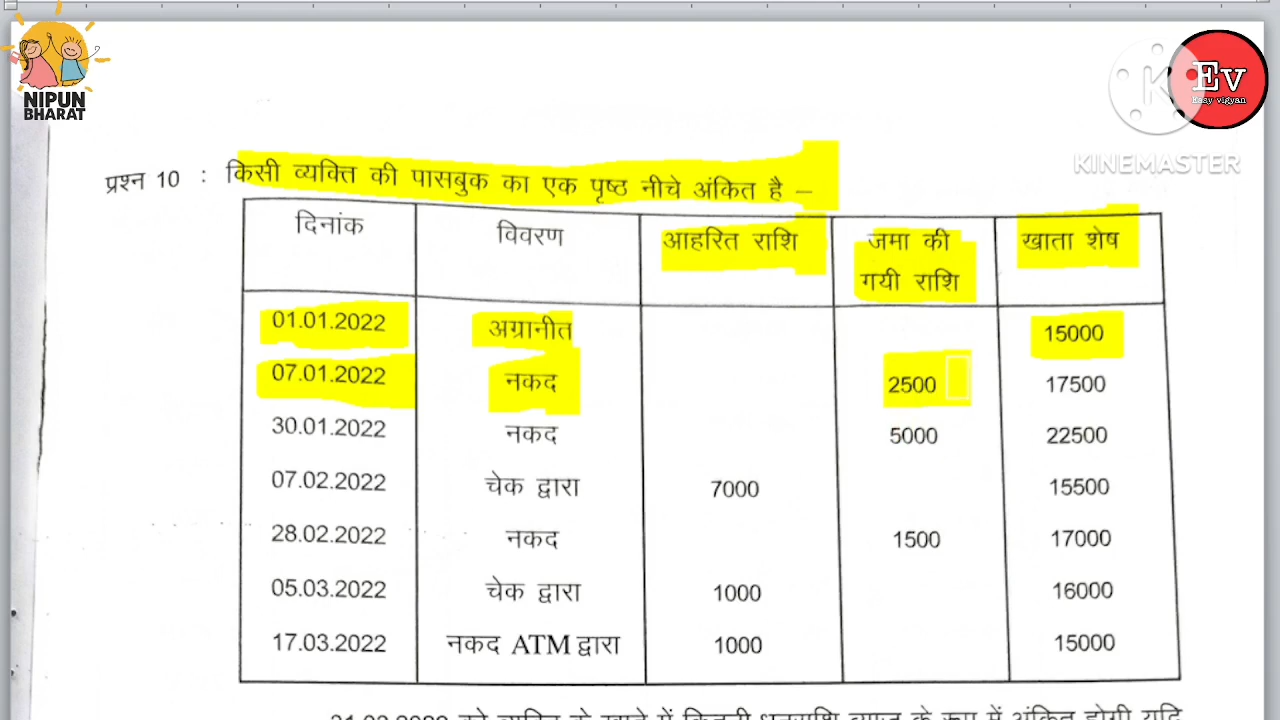 NIPUN
BHARAT
Ev
Easy vigyan
KINEMASTER
प्रश्न 10 : किसी व्यक्ति की पासबुक का एक पृष्ठ नीचे अंकित है –
दिनांक विवरण आहरित राशि जमा की गयी राशि खाता शेष
01.01.2022 अग्रानीत 15000
07.01.2022 नकद 2500 17500
30.01.2022 नकद 5000 22500
07.02.2022 चेक द्वारा 7000 15500
28.02.2022 नकद 1500 17000
05.03.2022 चेक द्वारा 1000 16000
17.03.2022 नकद ATM द्वारा 1000 15000